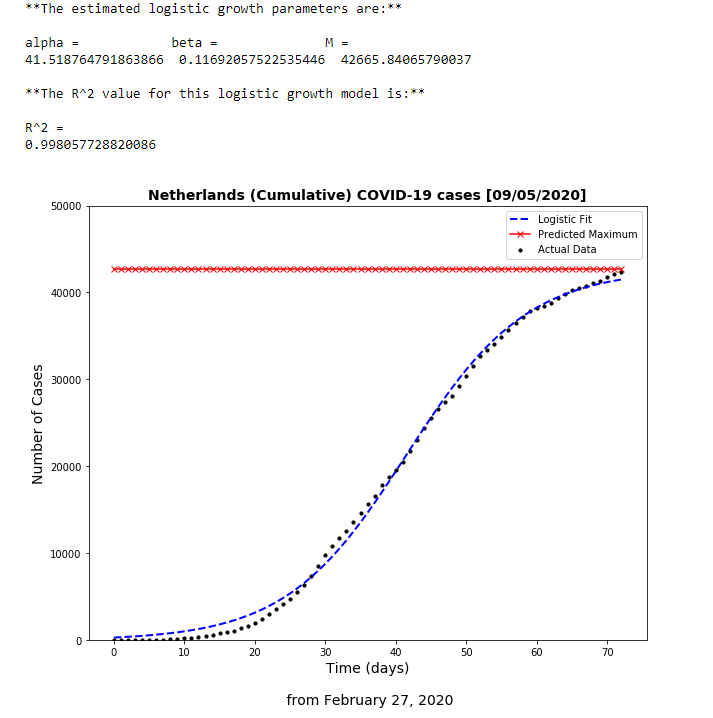 **The estimated logistic growth parameters are:**
alpha = beta = M =
41.518764791863866 0.11692057522535446 42665.84065790037
**The R^2 value for this logistic growth model is:**
R^2 =
0.998057728820086
Netherlands (Cumulative) COVID-19 cases [09/05/2020]
Logistic Fit
Predicted Maximum
Actual Data
50000
40000
30000
20000
10000
0
Number of Cases
0 10 20 30 40 50 60 70
Time (days)
from February 27, 2020